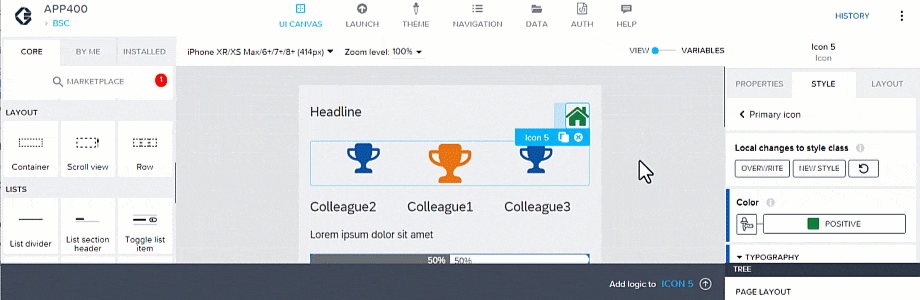 APP400
> BSC
UI CANVAS
LAUNCH
THEME
NAVIGATION
DATA
AUTH
HELP
HISTORY
CORE
BY ME
INSTALLED
iPhone XR/XS Max/6+/7+/8+ (414px)
Zoom level: 100%
VIEW
VARIABLES
Icon 5
Icon
MARKETPLACE
1
PROPERTIES
STYLE
LAYOUT
LAYOUT
Container
Scroll view
Row
LISTS
List divider
List section
header
Toggle list
item
Headline
Icon 5
Colleague2
Colleague1
Colleague3
Lorem ipsum dolor sit amet
50%
50%
Primary icon
Local changes to style class
OVERWRITE
NEW STYLE
Color
POSITIVE
TYPOGRAPHY
TREE
PAGE LAYOUT
Add logic to ICON 5